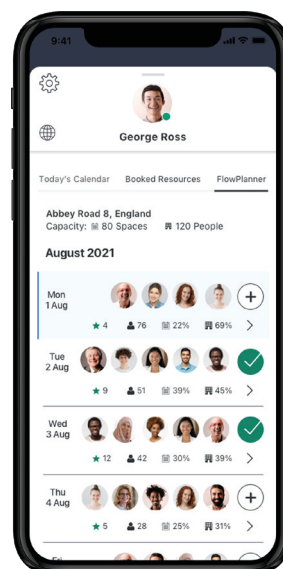 9:41
George Ross
Today's Calendar Booked Resources FlowPlanner
Abbey Road 8, England
Capacity: 80 Spaces 120 People
August 2021
Mon
1 Aug
4 76 22% 69%
Tue
2 Aug
9 51 39% 45%
Wed
3 Aug
12 42 30% 39%
Thu
4 Aug
5 28 25% 31%